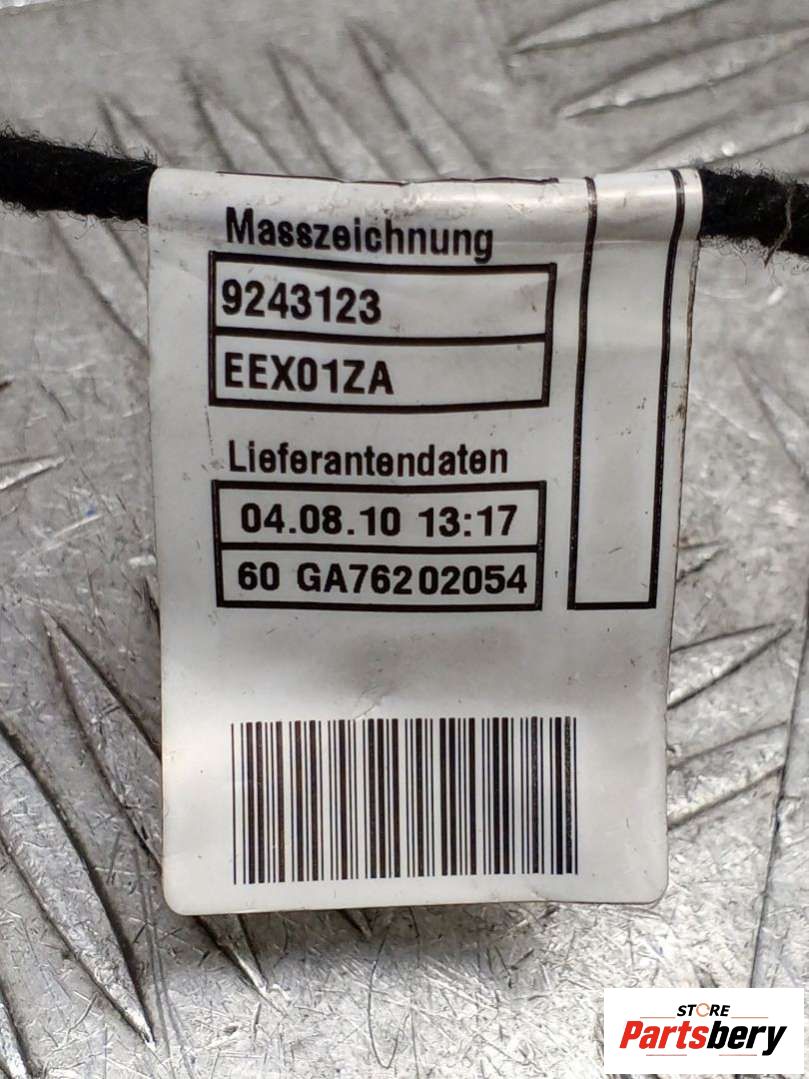 Masszeichnung
9243123
EEX01ZA
Lieferantendaten
04.08.10 13:17
60 GA76202054
STORE
Partsbery